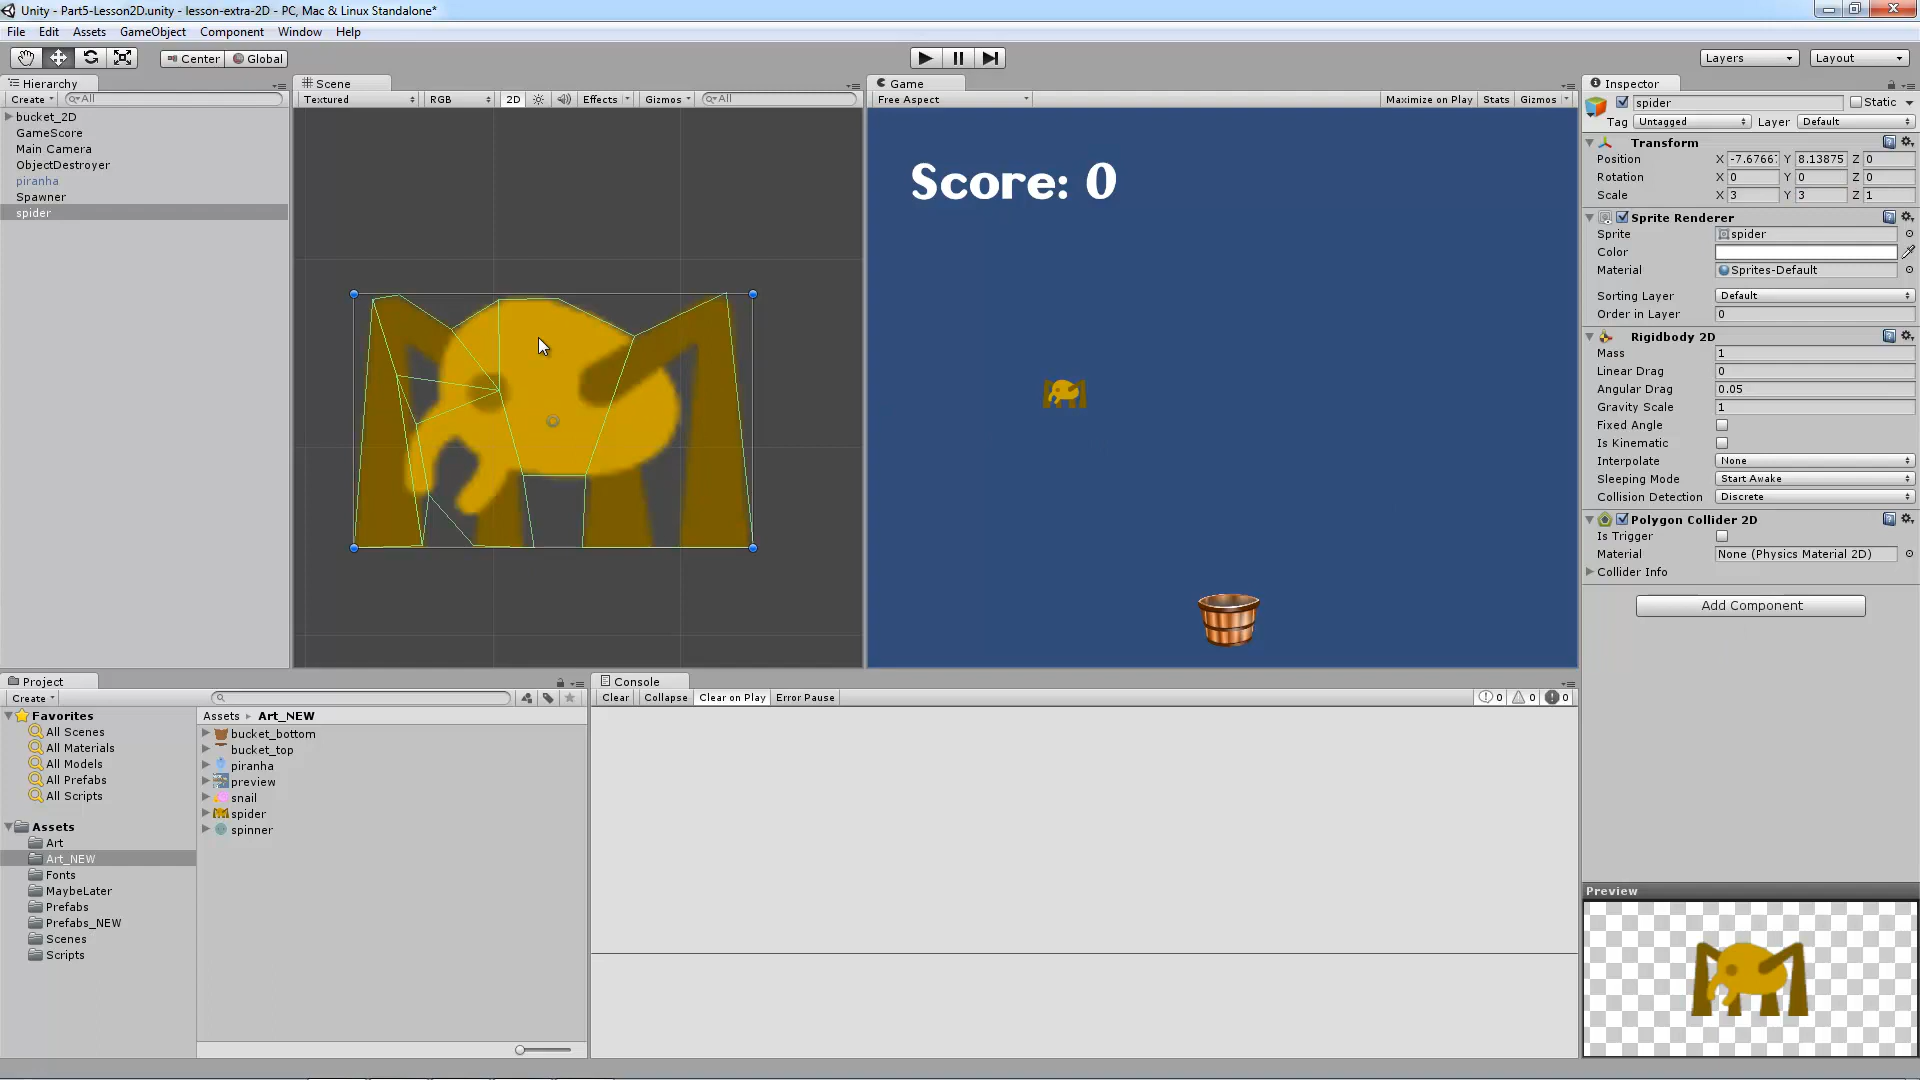 Unity - Part5-Lesson2D.unity - lesson-extra-2D - PC, Mac & Linux Standalone*
File Edit Assets GameObject Component Window Help
Center Global Layers Layout
Hierarchy
Create All
bucket_2D
GameScore
Main Camera
ObjectDestroyer
piranha
Spawner
spider
Scene
Textured RGB 2D Effects Gizmos All
Game
Free Aspect Maximize on Play Stats Gizmos
Score: 0
Inspector
spider Static
Tag Untagged Layer Default
Transform
Position X -7.6766 Y 8.13875 Z 0
Rotation X 0 Y 0 Z 0
Scale X 3 Y 3 Z 1
Sprite Renderer
Sprite spider
Color
Material Sprites-Default
Sorting Layer Default
Order in Layer 0
Rigidbody 2D
Mass 1
Linear Drag 0
Angular Drag 0.05
Gravity Scale 1
Fixed Angle
Is Kinematic
Interpolate None
Sleeping Mode Start Awake
Collision Detection Discrete
Polygon Collider 2D
Is Trigger
Material None (Physics Material 2D)
Collider Info
Add Component
Preview
Project
Create
Favorites
All Scenes
All Materials
All Models
All Prefabs
All Scripts
Assets
Art
Art_NEW
Fonts
MaybeLater
Prefabs
Prefabs_NEW
Scenes
Scripts
Assets Art_NEW
bucket_bottom
bucket_top
piranha
preview
snail
spider
spinner
Console
Clear Collapse Clear on Play Error Pause 0 0 0